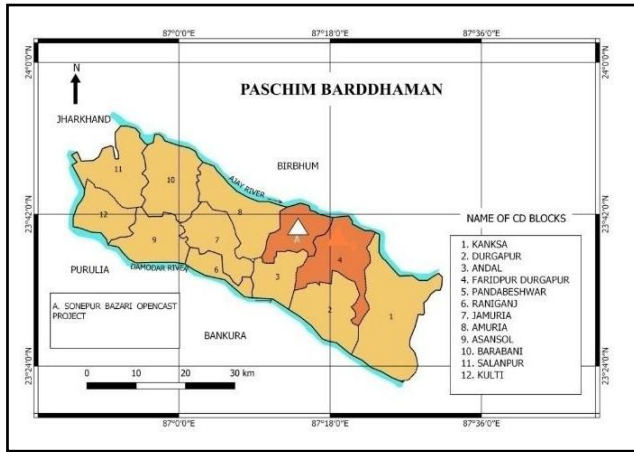 87°0'0"E 87°18'0"E 87°36'0"E
24°0'0"N 24°0'0"N
N
PASCHIM BARDDHAMAN
JHARKHAND
BIRBHUM
11
10
AJAY RIVER
12
8
23°42'0"N 23°42'0"N
A
9
7
4
NAME OF CD BLOCKS
1. KANKSA
2. DURGAPUR
3. ANDAL
4. FARIDPUR DURGAPUR
5. PANDABESHWAR
6. RANIGANJ
7. JAMURIA
8. AMURIA
9. ASANSOL
10. BARABANI
11. SALANPUR
12. KULTI
PURULIA
DAMODAR RIVER
6
3
A. SONEPUR BAZARI OPENCAST
PROJECT
2
1
BANKURA
23°24'0"N 23°24'0"N
0 10 20 30 km
87°0'0"E 87°18'0"E 87°36'0"E